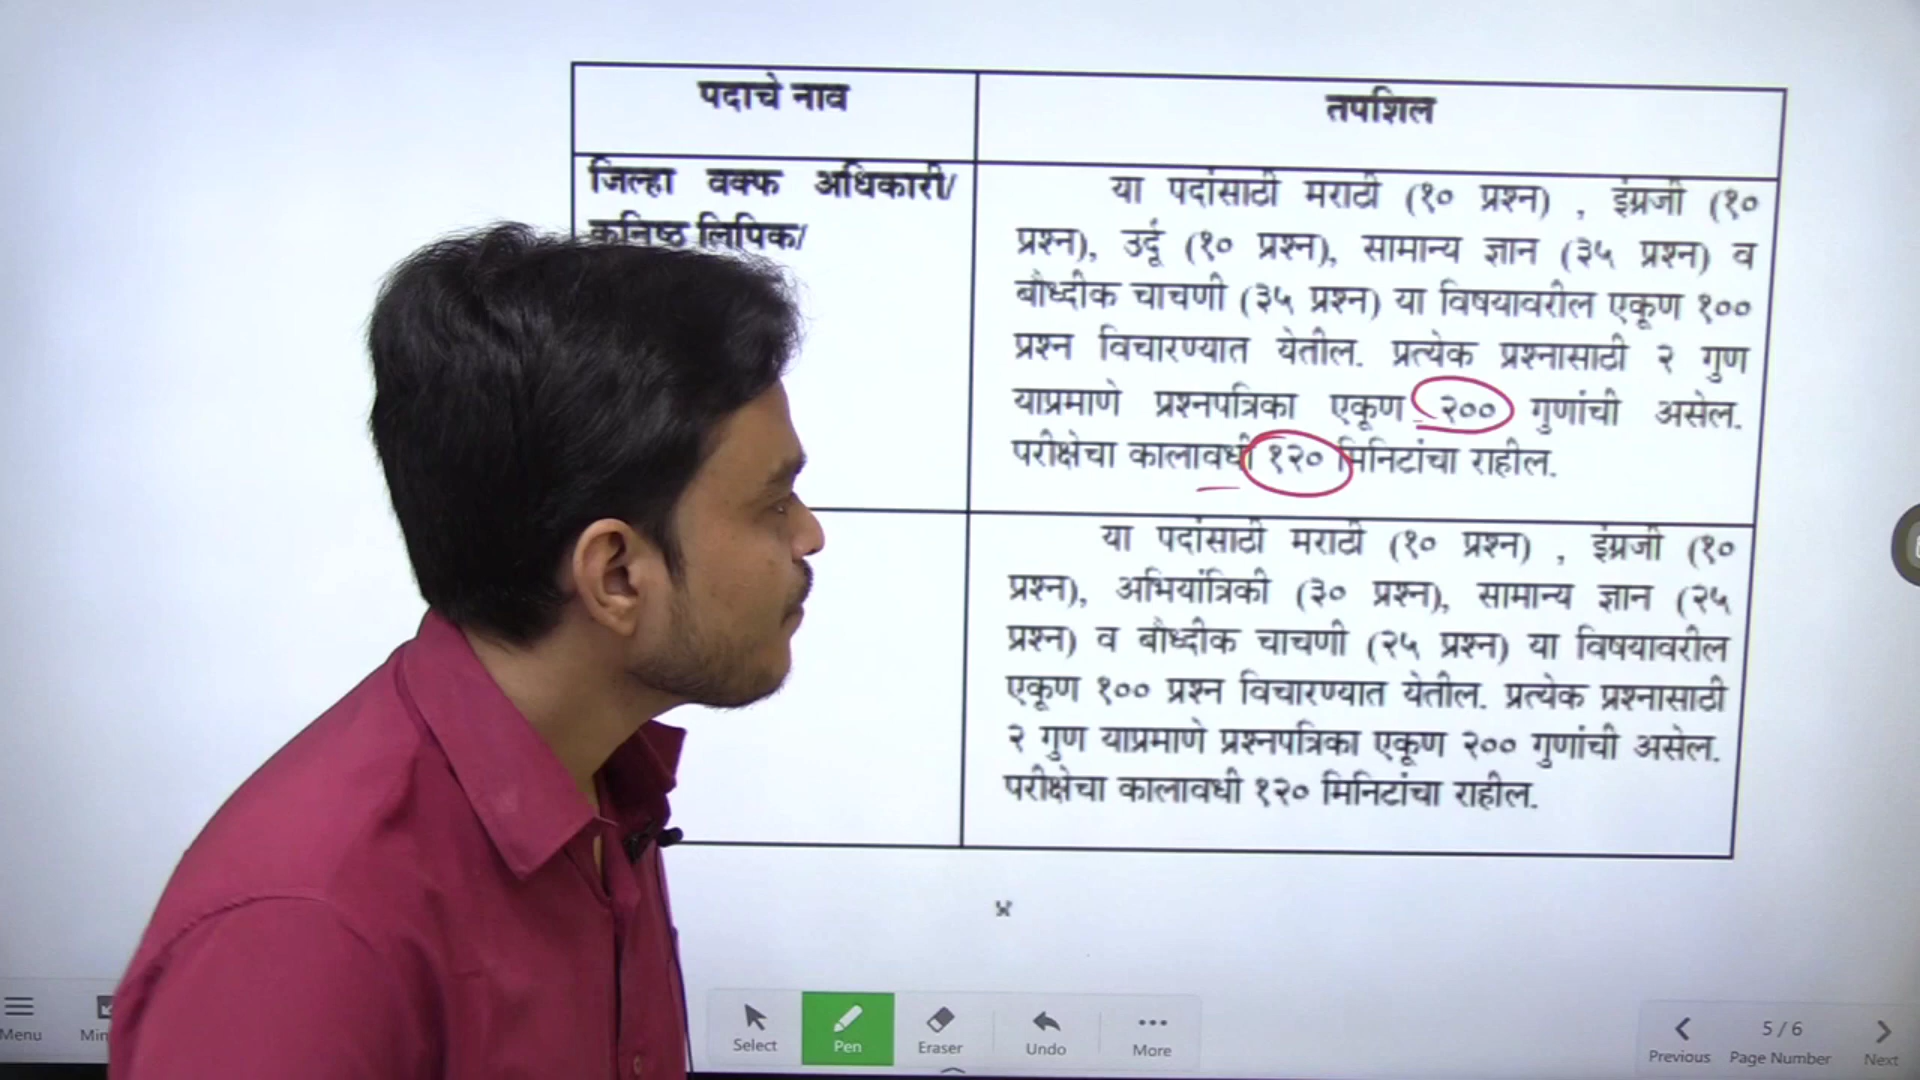 पदाचे नाव
तपशिल
जिल्हा वक्फ अधिकारी/
कनिष्ठ लिपिक/
या पदांसाठी मराठी (१० प्रश्न) , इंग्रजी (१०
प्रश्न), उर्दू (१० प्रश्न), सामान्य ज्ञान (३५ प्रश्न) व
बौध्दीक चाचणी (३५ प्रश्न) या विषयावरील एकूण १००
प्रश्न विचारण्यात येतील. प्रत्येक प्रश्नासाठी २ गुण
याप्रमाणे प्रश्नपत्रिका एकूण २०० गुणांची असेल.
परीक्षेचा कालावधी १२० मिनिटांचा राहील.
या पदांसाठी मराठी (१० प्रश्न) , इंग्रजी (१०
प्रश्न), अभियांत्रिकी (३० प्रश्न), सामान्य ज्ञान (२५
प्रश्न) व बौध्दीक चाचणी (२५ प्रश्न) या विषयावरील
एकूण १०० प्रश्न विचारण्यात येतील. प्रत्येक प्रश्नासाठी
२ गुण याप्रमाणे प्रश्नपत्रिका एकूण २०० गुणांची असेल.
परीक्षेचा कालावधी १२० मिनिटांचा राहील.
Menu
Select
Pen
Eraser
Undo
More
5 / 6
Previous
Page Number
Next